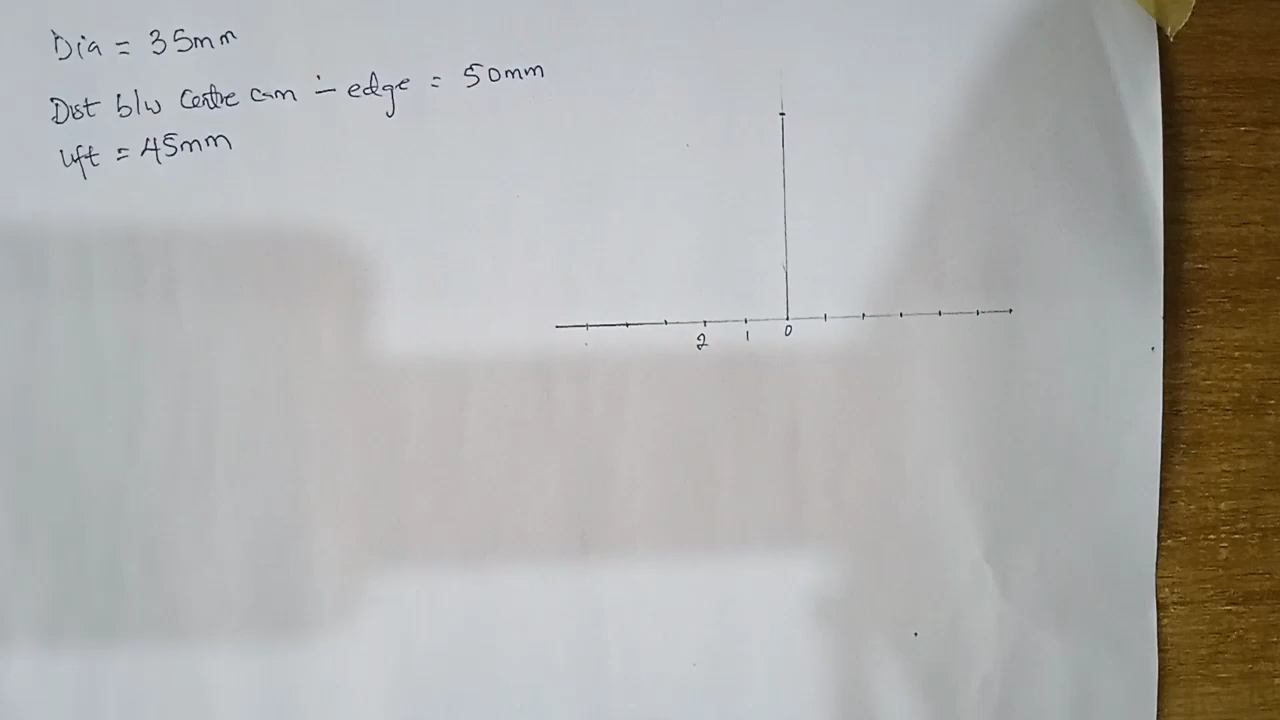 Dia = 35mm
Dist b/w Centre cam - edge = 50mm
lift = 45mm
2 1 0